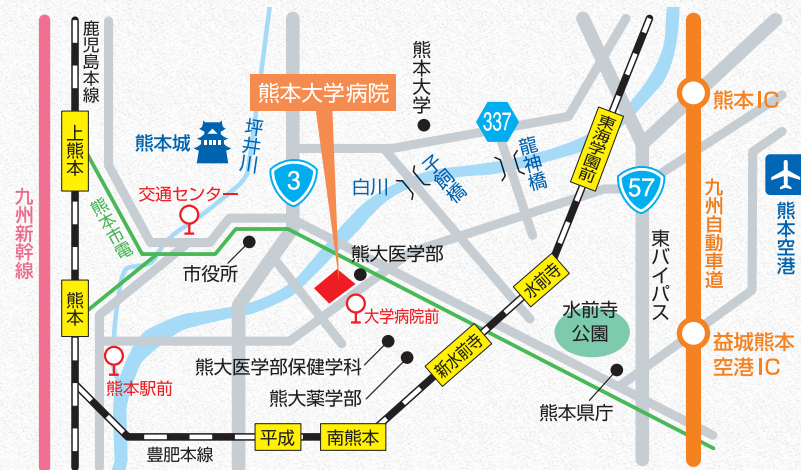 鹿児島本線
熊本大学病院
熊本大学
337
東海学園前
熊本IC
上熊本
熊本城
坪井川
3
白川
子飼橋
龍神橋
57
熊本空港
九州新幹線
熊本市電
交通センター
九州自動車道
市役所
熊大医学部
水前寺
東バイパス
熊本
大学病院前
水前寺
公園
益城熊本
空港IC
熊本駅前
熊大医学部保健学科
新水前寺
熊大薬学部
熊本県庁
平成
南熊本
豊肥本線